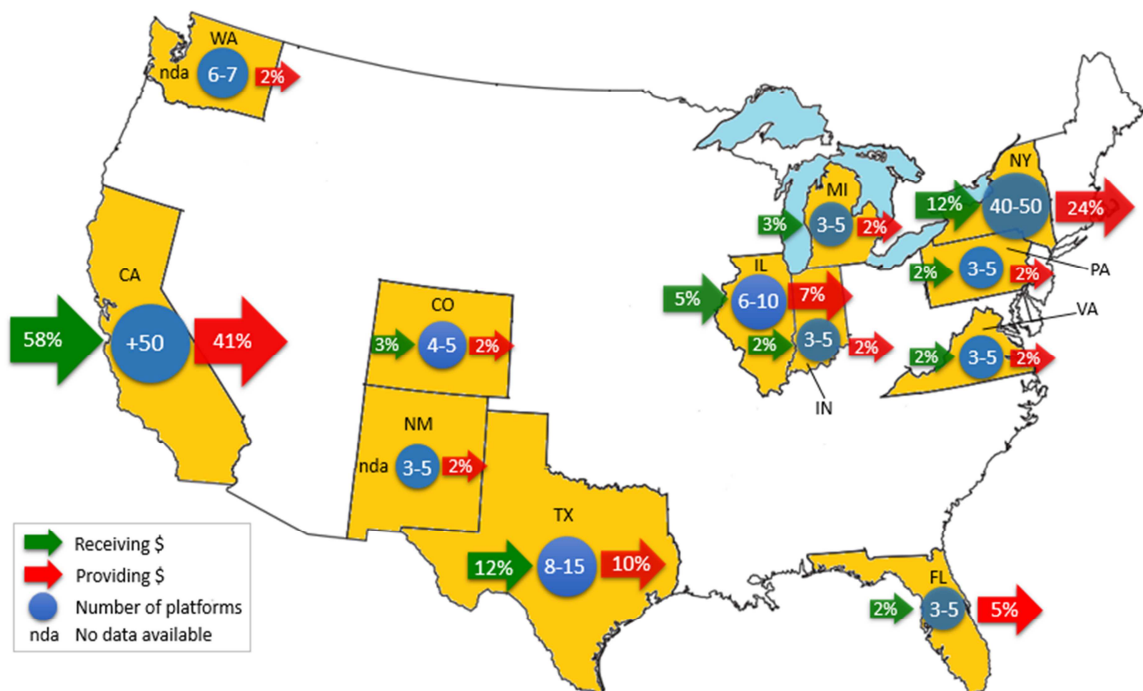 WA
nda
6-7
2%
NY
12%
40-50
24%
MI
3%
3-5
2%
PA
2%
3-5
2%
CA
58%
+50
41%
IL
5%
6-10
7%
CO
3%
4-5
2%
VA
2%
3-5
2%
2%
3-5
2%
IN
NM
nda
3-5
2%
TX
12%
8-15
10%
FL
2%
3-5
5%
Receiving $
Providing $
Number of platforms
nda No data available